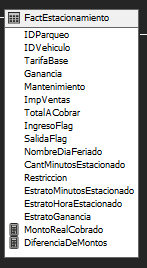 FactEstacionamiento
IDParqueo
IDVehiculo
TarifaBase
Ganancia
Mantenimiento
ImpVentas
TotalACobrar
IngresoFlag
SalidaFlag
NombreDiaFeriado
CantMinutosEstacionado
Restriccion
EstratoMinutosEstacionado
EstratoHoraEstacionado
EstratoGanancia
MontoRealCobrado
DiferenciaDeMontos